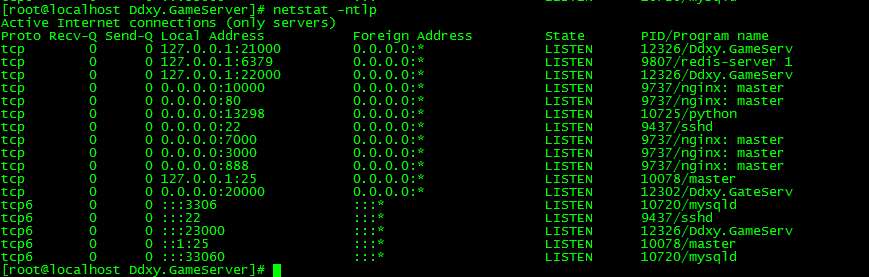 [root@localhost Ddxy.GameServer]# netstat -ntlp
Active Internet connections (only servers)
Proto Recv-Q Send-Q Local Address           Foreign Address         State       PID/Program name
tcp        0      0 127.0.0.1:21000         0.0.0.0:*               LISTEN      12326/Ddxy.GameServ
tcp        0      0 127.0.0.1:6379          0.0.0.0:*               LISTEN      9807/redis-server 1
tcp        0      0 127.0.0.1:22000         0.0.0.0:*               LISTEN      12326/Ddxy.GameServ
tcp        0      0 0.0.0.0:10000           0.0.0.0:*               LISTEN      9737/nginx: master
tcp        0      0 0.0.0.0:80              0.0.0.0:*               LISTEN      9737/nginx: master
tcp        0      0 0.0.0.0:13298           0.0.0.0:*               LISTEN      10725/python
tcp        0      0 0.0.0.0:22              0.0.0.0:*               LISTEN      9437/sshd
tcp        0      0 0.0.0.0:7000            0.0.0.0:*               LISTEN      9737/nginx: master
tcp        0      0 0.0.0.0:3000            0.0.0.0:*               LISTEN      9737/nginx: master
tcp        0      0 0.0.0.0:888             0.0.0.0:*               LISTEN      9737/nginx: master
tcp        0      0 127.0.0.1:25            0.0.0.0:*               LISTEN      10078/master
tcp        0      0 0.0.0.0:20000           0.0.0.0:*               LISTEN      12302/Ddxy.GateServ
tcp6       0      0 :::3306                 :::*                    LISTEN      10720/mysqld
tcp6       0      0 :::22                   :::*                    LISTEN      9437/sshd
tcp6       0      0 :::23000                :::*                    LISTEN      12326/Ddxy.GameServ
tcp6       0      0 ::1:25                  :::*                    LISTEN      10078/master
tcp6       0      0 :::33060                :::*                    LISTEN      10720/mysqld
[root@localhost Ddxy.GameServer]#